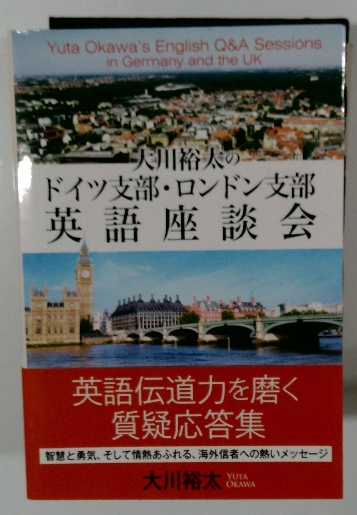 Yuta Okawa's English Q&A Sessions
in Germany and the UK
大川裕太の
ドイツ支部・ロンドン支部
英語座談会
英語伝道力を磨く
質疑応答集
智慧と勇気、そして情熱あふれる、海外信者への熱いメッセージ
大川裕太 YUTA OKAWA